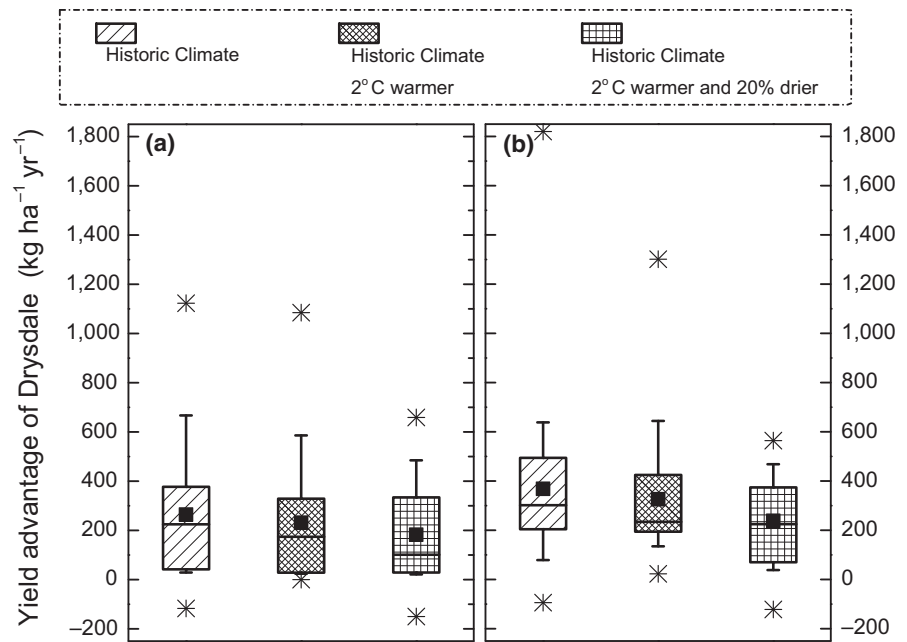 Historic Climate
Historic Climate
2°C warmer
Historic Climate
2°C warmer and 20% drier
Yield advantage of Drysdale (kg ha⁻¹ yr⁻¹)
1,800
1,600
1,400
1,200
1,000
800
600
400
200
0
−200
(a)
(b)
1,800
1,600
1,400
1,200
1,000
800
600
400
200
0
−200